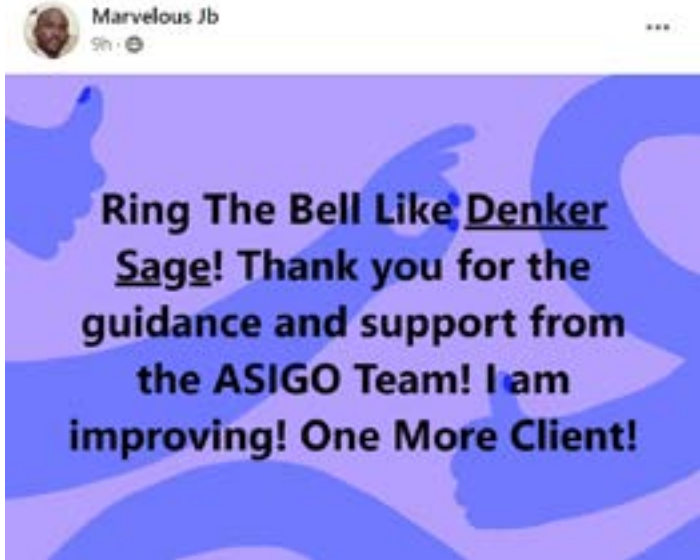 Marvelous Jb
9h ·
Ring The Bell Like Denker
Sage! Thank you for the
guidance and support from
the ASIGO Team! I am
improving! One More Client!